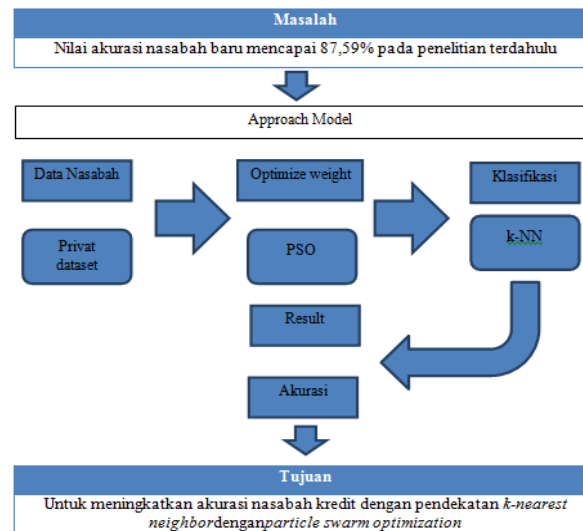 Masalah
Nilai akurasi nasabah baru mencapai 87,59% pada penelitian terdahulu
Approach Model
Data Nasabah
Optimize weight
Klasifikasi
Privat
dataset
PSO
k-NN
Result
Akurasi
Tujuan
Untuk meningkatkan akurasi nasabah kredit dengan pendekatan k-nearest
neighbordenganparticle swarm optimization